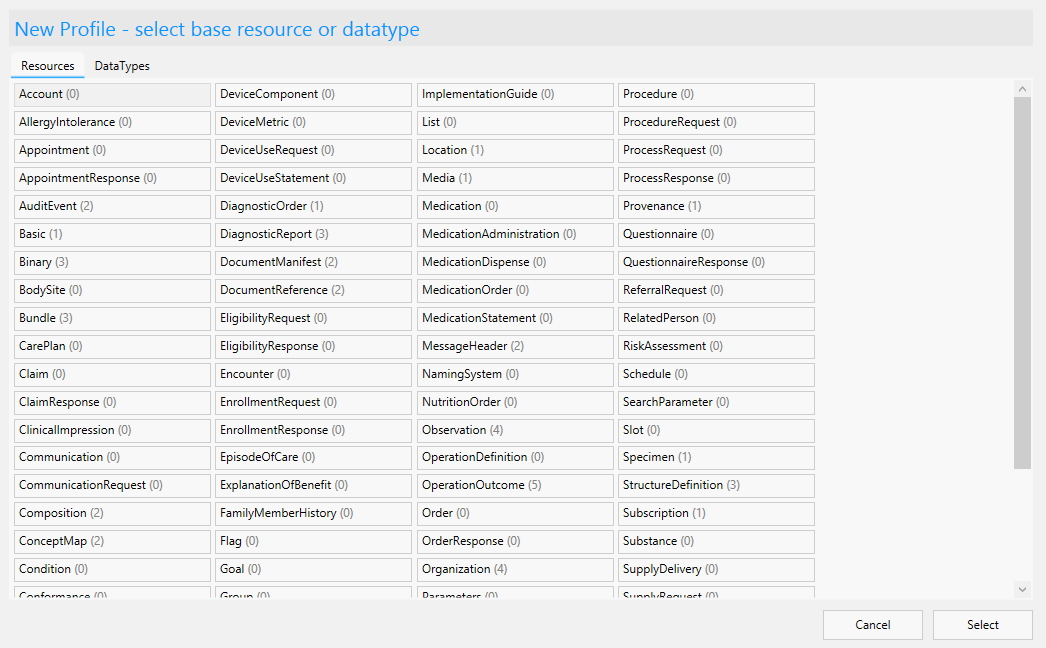 New Profile - select base resource or datatype
Resources DataTypes
Account (0) DeviceComponent (0) ImplementationGuide (0) Procedure (0)
AllergyIntolerance (0) DeviceMetric (0) List (0) ProcedureRequest (0)
Appointment (0) DeviceUseRequest (0) Location (1) ProcessRequest (0)
AppointmentResponse (0) DeviceUseStatement (0) Media (1) ProcessResponse (0)
AuditEvent (2) DiagnosticOrder (1) Medication (0) Provenance (1)
Basic (1) DiagnosticReport (3) MedicationAdministration (0) Questionnaire (0)
Binary (3) DocumentManifest (2) MedicationDispense (0) QuestionnaireResponse (0)
BodySite (0) DocumentReference (2) MedicationOrder (0) ReferralRequest (0)
Bundle (3) EligibilityRequest (0) MedicationStatement (0) RelatedPerson (0)
CarePlan (0) EligibilityResponse (0) MessageHeader (2) RiskAssessment (0)
Claim (0) Encounter (0) NamingSystem (0) Schedule (0)
ClaimResponse (0) EnrollmentRequest (0) NutritionOrder (0) SearchParameter (0)
ClinicalImpression (0) EnrollmentResponse (0) Observation (4) Slot (0)
Communication (0) EpisodeOfCare (0) OperationDefinition (0) Specimen (1)
CommunicationRequest (0) ExplanationOfBenefit (0) OperationOutcome (5) StructureDefinition (3)
Composition (2) FamilyMemberHistory (0) Order (0) Subscription (1)
ConceptMap (2) Flag (0) OrderResponse (0) Substance (0)
Condition (0) Goal (0) Organization (4) SupplyDelivery (0)
Conformance (0) Group (0) Parameters (0) SupplyRequest (0)
Cancel Select